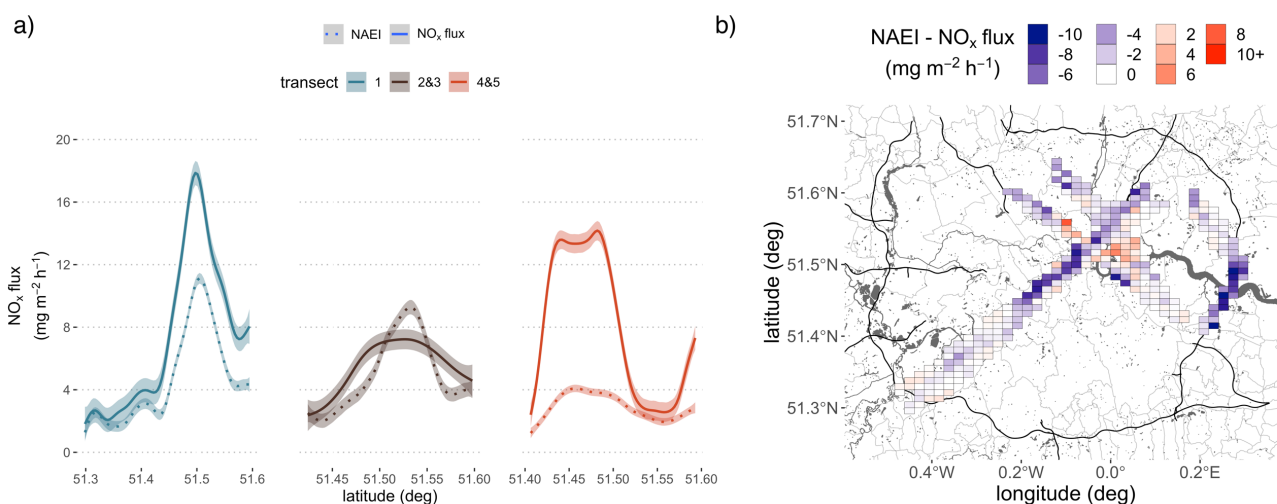 a)
NAEI NOₓ flux
transect 1 2&3 4&5
NOₓ flux
(mg m⁻² h⁻¹)
20
16
12
8
4
0
51.3 51.4 51.5 51.6
51.45 51.50 51.55 51.60
51.40 51.45 51.50 51.55 51.60
latitude (deg)
b)
NAEI - NOₓ flux
(mg m⁻² h⁻¹)
-10 -4 2 8
-8 -2 4 10+
-6 0 6
latitude (deg)
51.7°N
51.6°N
51.5°N
51.4°N
51.3°N
0.4°W 0.2°W 0.0° 0.2°E
longitude (deg)